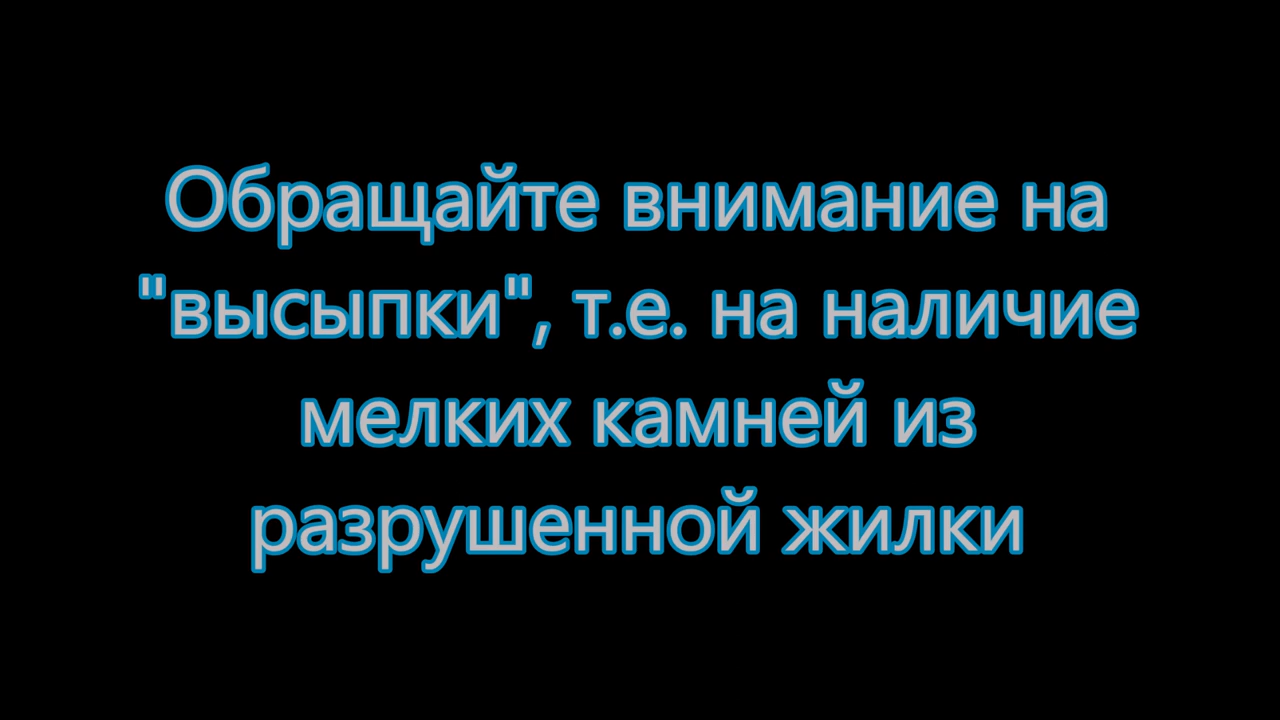 Обращайте внимание на
"высыпки", т.е. на наличие
мелких камней из
разрушенной жилки